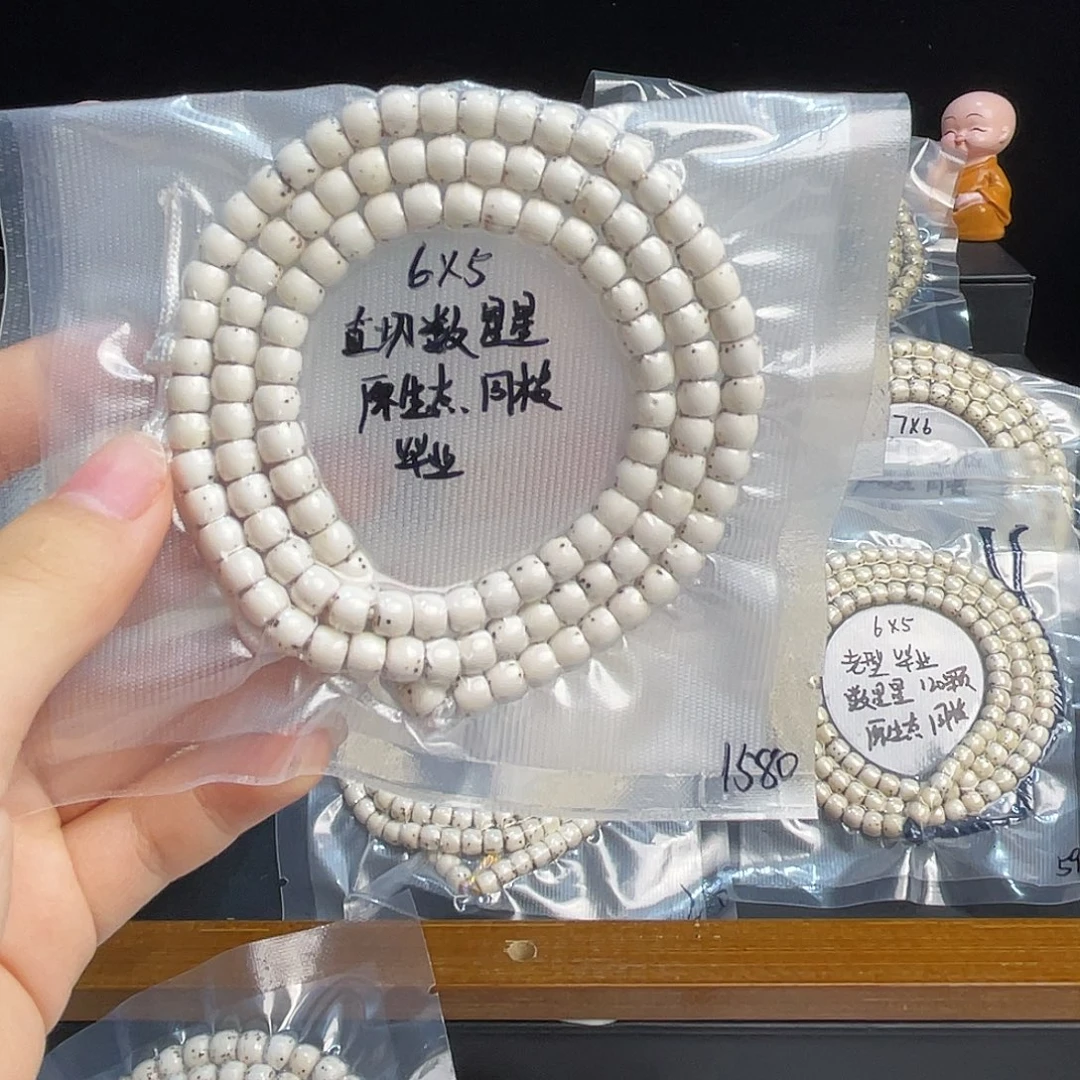 6X5
直切数星星
原生态、同枝
毕业
1580
7X6
6X5
老型 毕业
数星星 120颗
原生态 同枝